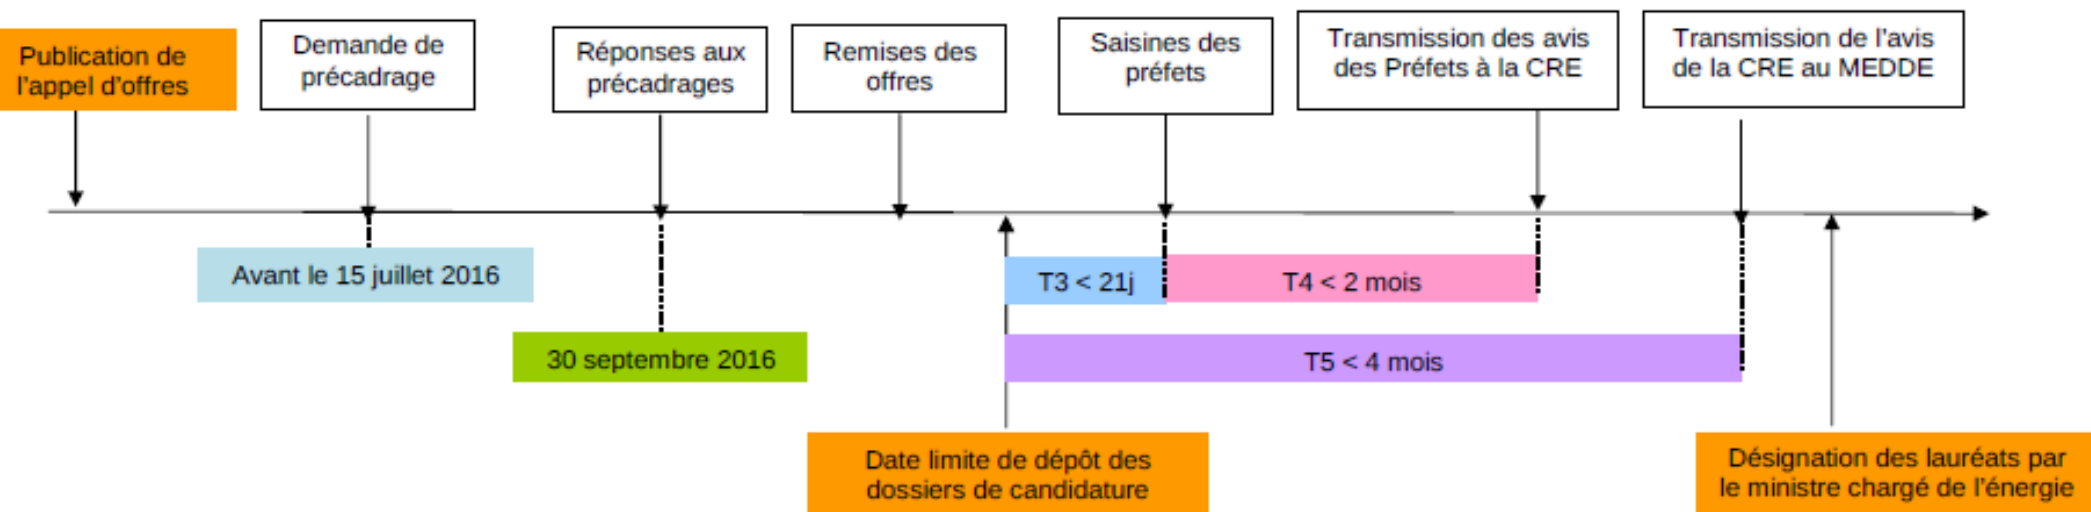 Publication de
l'appel d'offres
Demande de
précadrage
Réponses aux
précadrages
Remises des
offres
Saisines des
préfets
Transmission des avis
des Préfets à la CRE
Transmission de l'avis
de la CRE au MEDDE
Avant le 15 juillet 2016
T3 < 21j
T4 < 2 mois
30 septembre 2016
T5 < 4 mois
Date limite de dépôt des
dossiers de candidature
Désignation des lauréats par
le ministre chargé de l'énergie